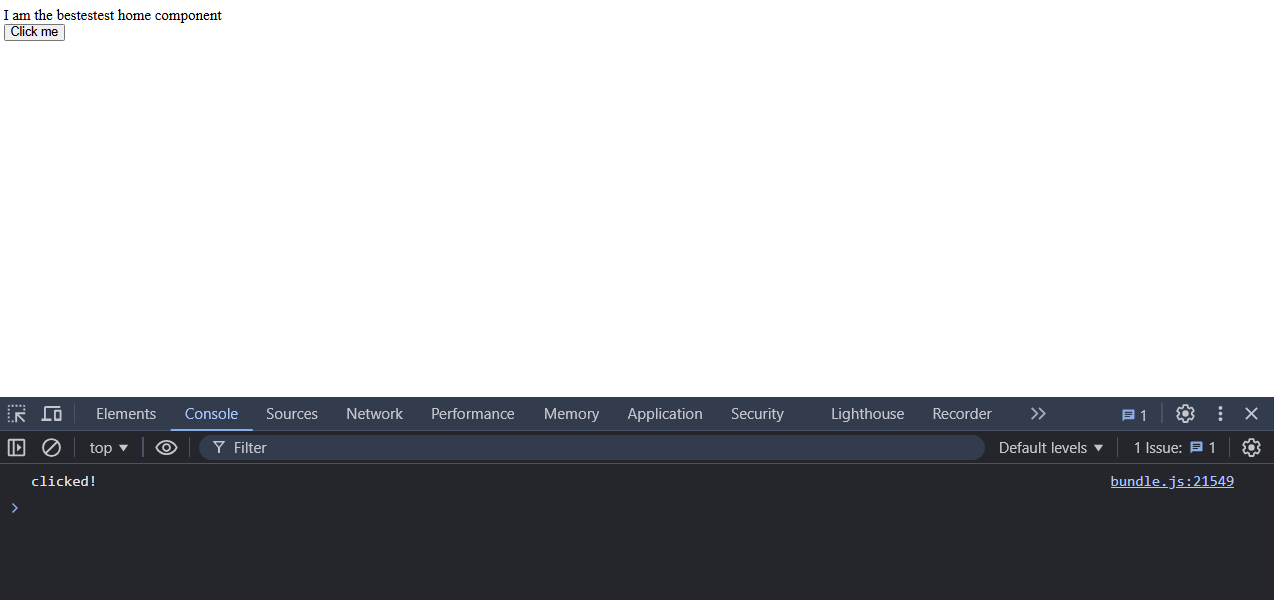 I am the bestestest home component
Click me
Elements Console Sources Network Performance Memory Application Security Lighthouse Recorder 1
top Filter Default levels 1 Issue: 1
clicked! bundle.js:21549